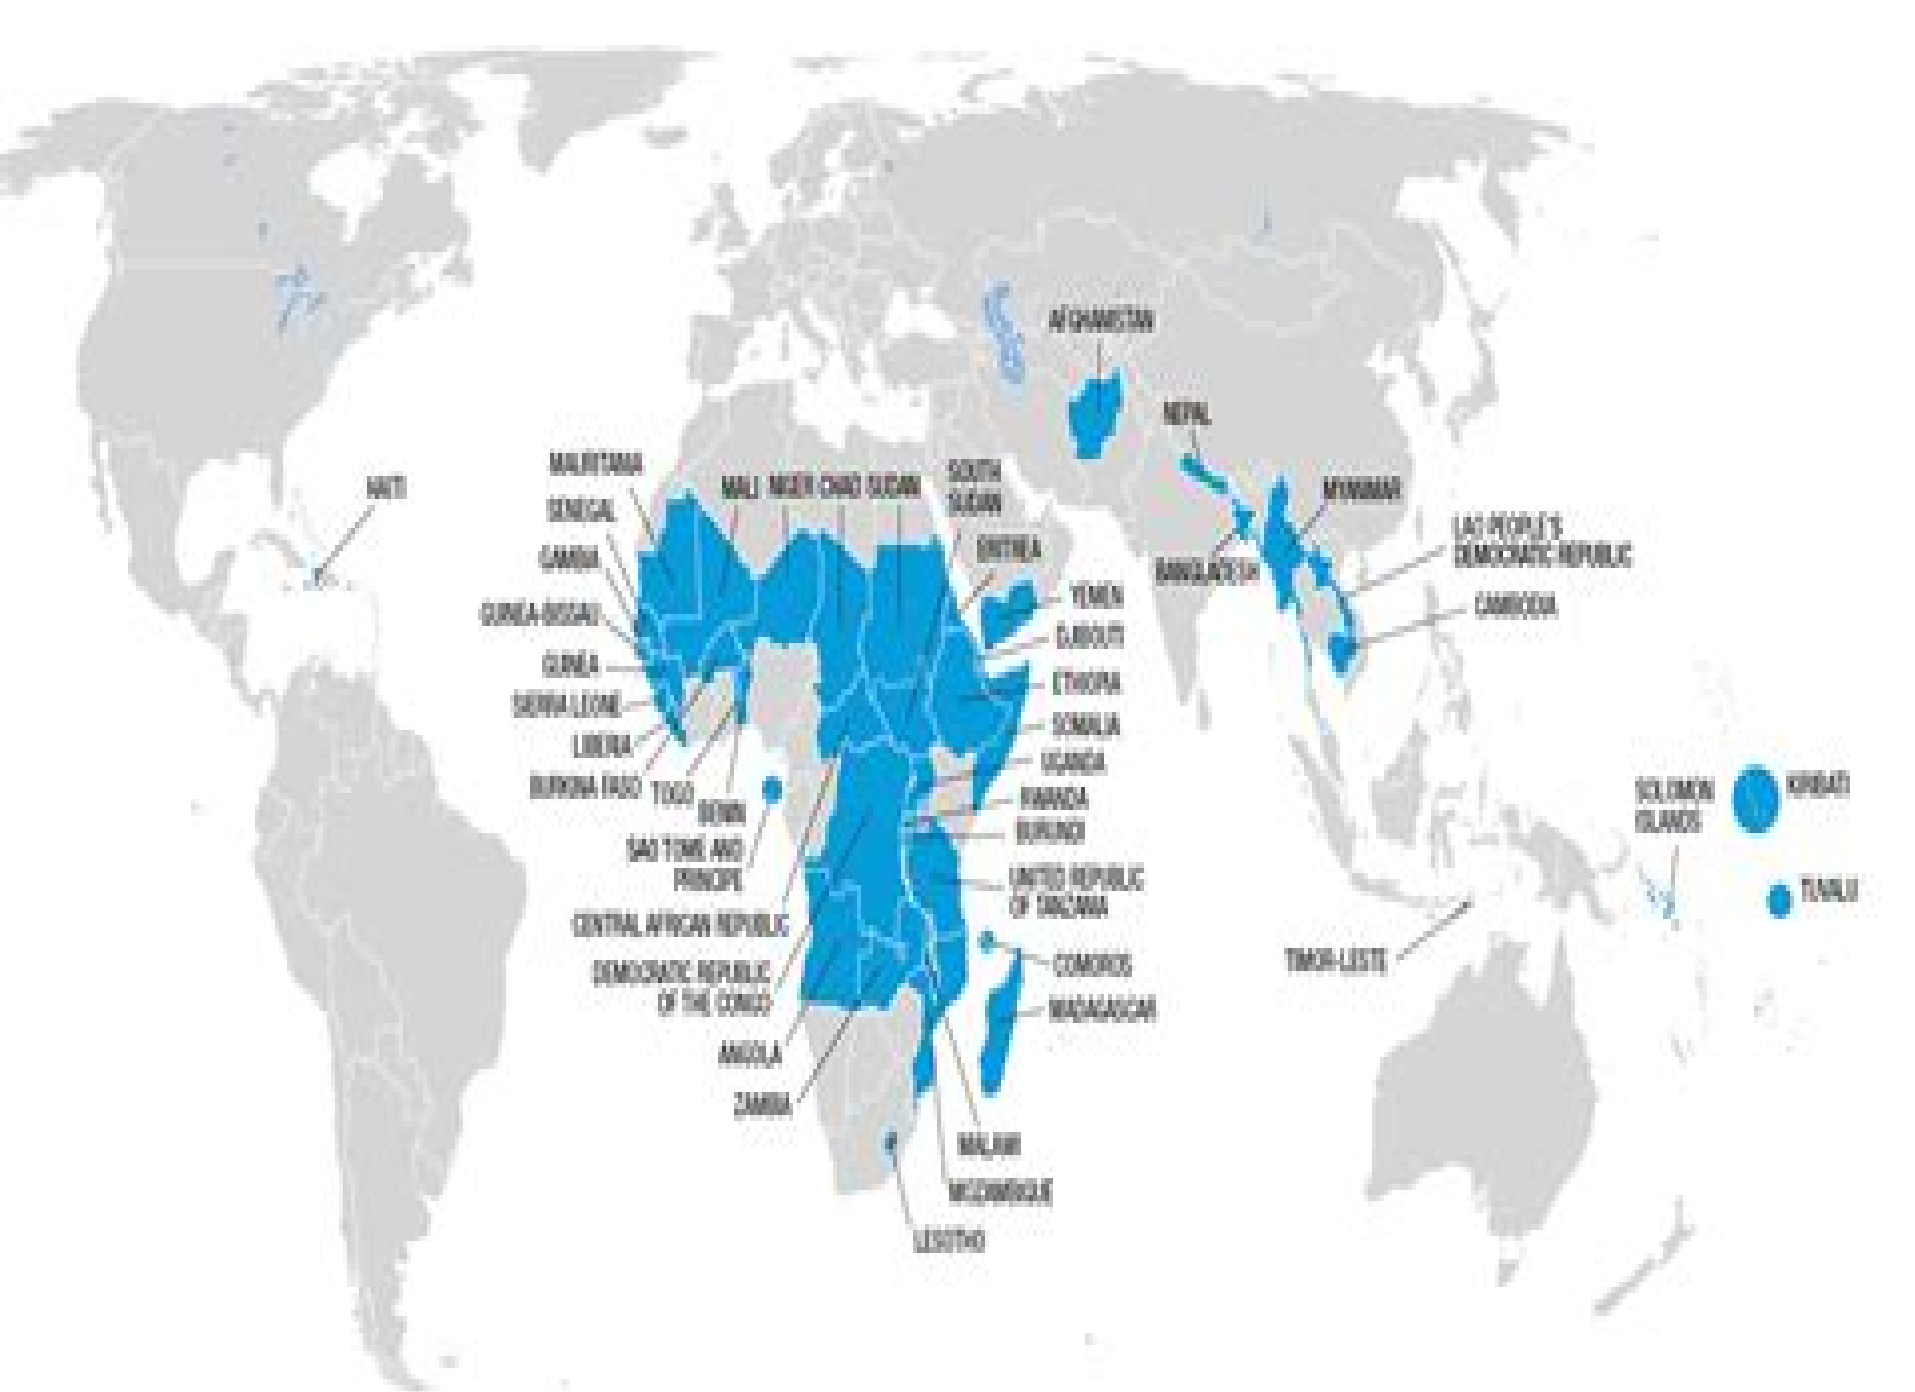 AFGHANISTAN
NEPAL
HAITI
MAURITANIA
SENEGAL
GAMBIA
GUINEA-BISSAU
GUINEA
SIERRA LEONE
LIBERIA
BURKINA FASO
TOGO
BENIN
SAO TOME AND
PRINCIPE
CENTRAL AFRICAN REPUBLIC
DEMOCRATIC REPUBLIC
OF THE CONGO
ANGOLA
ZAMBIA
MALI NIGER CHAD SUDAN
SOUTH
SUDAN
ERITREA
YEMEN
DJIBOUTI
ETHIOPIA
SOMALIA
UGANDA
RWANDA
BURUNDI
UNITED REPUBLIC
OF TANZANIA
COMOROS
MADAGASCAR
MALAWI
MOZAMBIQUE
LESOTHO
MYANMAR
BANGLADESH
LAO PEOPLE'S
DEMOCRATIC REPUBLIC
CAMBODIA
TIMOR-LESTE
SOLOMON
ISLANDS
KIRIBATI
TUVALU